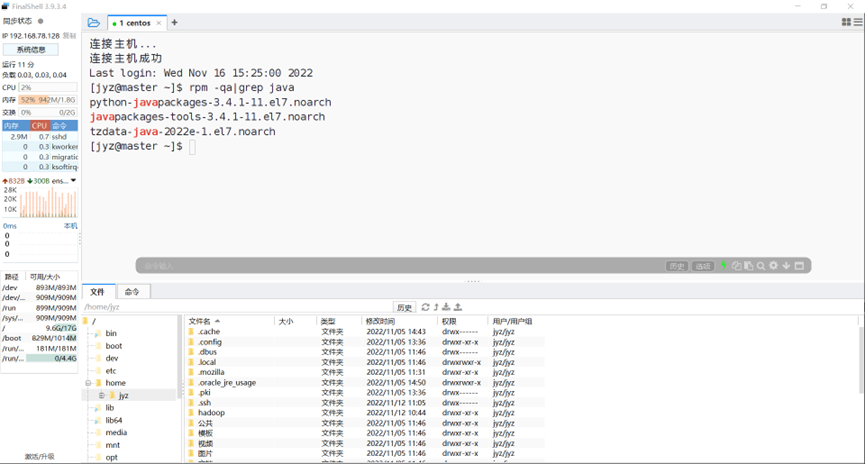 FinalShell 3.9.3.4
同步状态
1 centos × +
IP 192.168.78.128 复制
系统信息
运行 11 分
负载 0.03, 0.03, 0.04
CPU 2%
内存 52% 942M/1.8G
交换 0% 0/2G
内存 CPU 命令
2.9M 0.7 sshd
0 0.3 kworker
0 0.3 migratic
0 0.3 ksoftirq
832B 300B ens...
28K
20K
10K
0ms 本机
0
0
0
路径 可用/大小
/dev 893M/893M
/dev/... 909M/909M
/run 899M/909M
/sys/... 909M/909M
/ 9.6G/17G
/boot 829M/1014M
/run/... 181M/181M
/run/... 0/4.4G
激活/升级
连接主机...
连接主机成功
Last login: Wed Nov 16 15:25:00 2022
[jyz@master ~]$ rpm -qa|grep java
python-javapackages-3.4.1-11.el7.noarch
javapackages-tools-3.4.1-11.el7.noarch
tzdata-java-2022e-1.el7.noarch
[jyz@master ~]$
命令输入
历史 选项
文件 命令
/home/jyz
历史
/
bin
boot
dev
etc
home
jyz
lib
lib64
media
mnt
opt
文件名 大小 类型 修改时间 权限 用户/用户组
.cache 文件夹 2022/11/05 14:43 drwx------ jyz/jyz
.config 文件夹 2022/11/05 13:36 drwxr-xr-x jyz/jyz
.dbus 文件夹 2022/11/05 11:46 drwx------ jyz/jyz
.local 文件夹 2022/11/05 11:46 drwxrwxr-x jyz/jyz
.mozilla 文件夹 2022/11/05 11:31 drwxr-xr-x jyz/jyz
.oracle_jre_usage 文件夹 2022/11/05 14:50 drwxrwxr-x jyz/jyz
.pki 文件夹 2022/11/05 13:36 drwx------ jyz/jyz
.ssh 文件夹 2022/11/12 11:05 drwx------ jyz/jyz
hadoop 文件夹 2022/11/12 10:44 drwxr-xr-x jyz/jyz
公共 文件夹 2022/11/05 11:46 drwxr-xr-x jyz/jyz
模板 文件夹 2022/11/05 11:46 drwxr-xr-x jyz/jyz
视频 文件夹 2022/11/05 11:46 drwxr-xr-x jyz/jyz
图片 文件夹 2022/11/05 11:46 drwxr-xr-x jyz/jyz